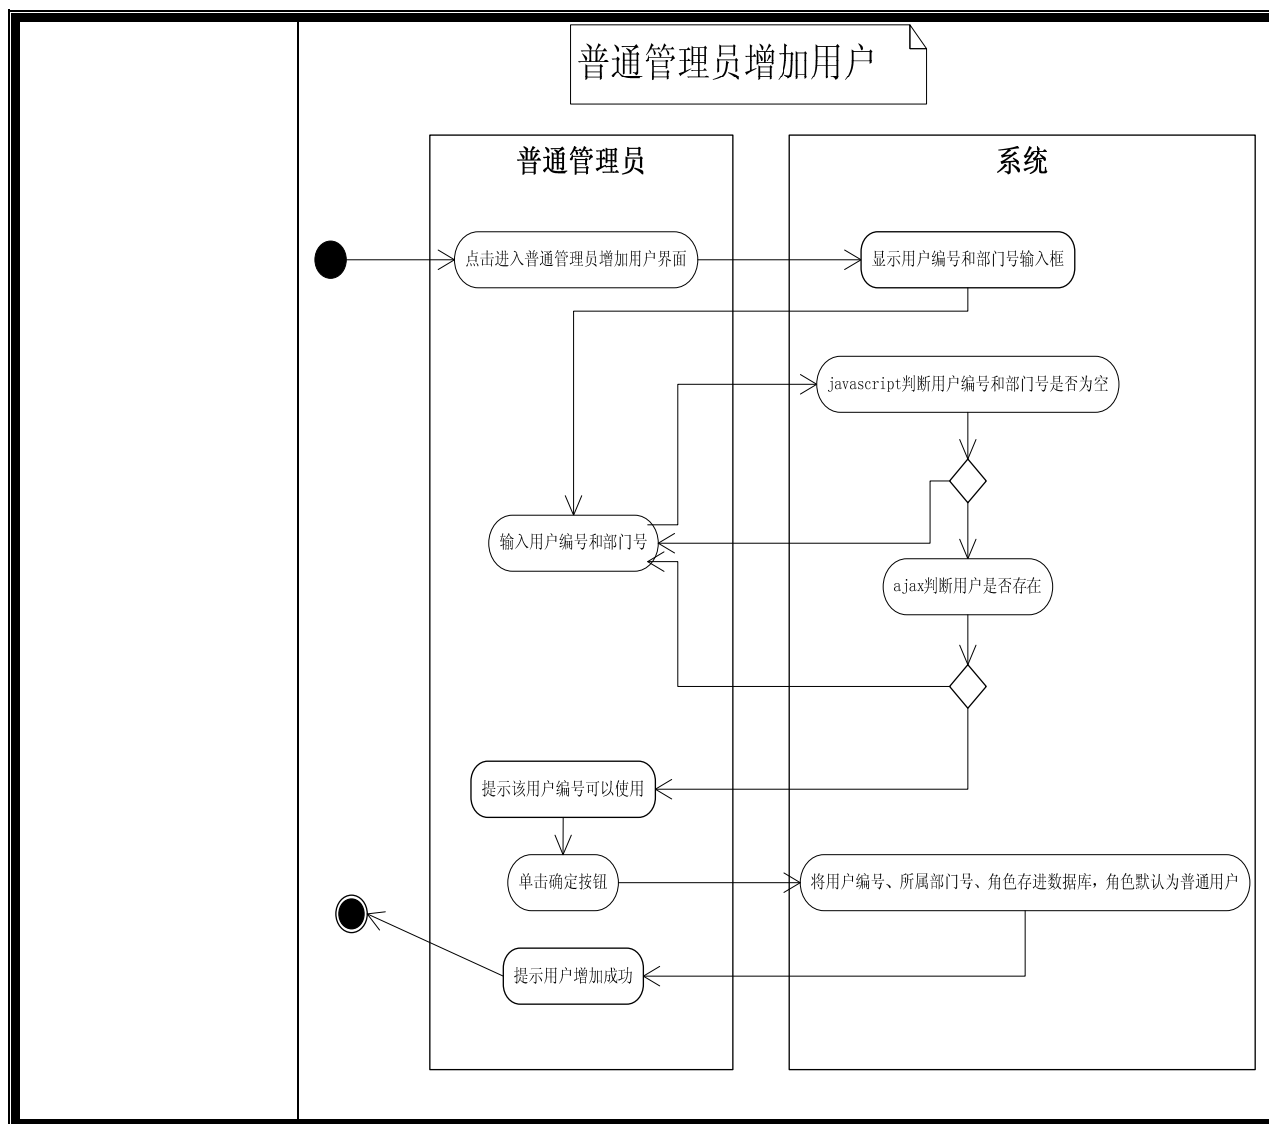 普通管理员增加用户
普通管理员
系统
点击进入普通管理员增加用户界面
显示用户编号和部门号输入框
javascript判断用户编号和部门号是否为空
输入用户编号和部门号
ajax判断用户是否存在
提示该用户编号可以使用
单击确定按钮
将用户编号、所属部门号、角色存进数据库，角色默认为普通用户
提示用户增加成功